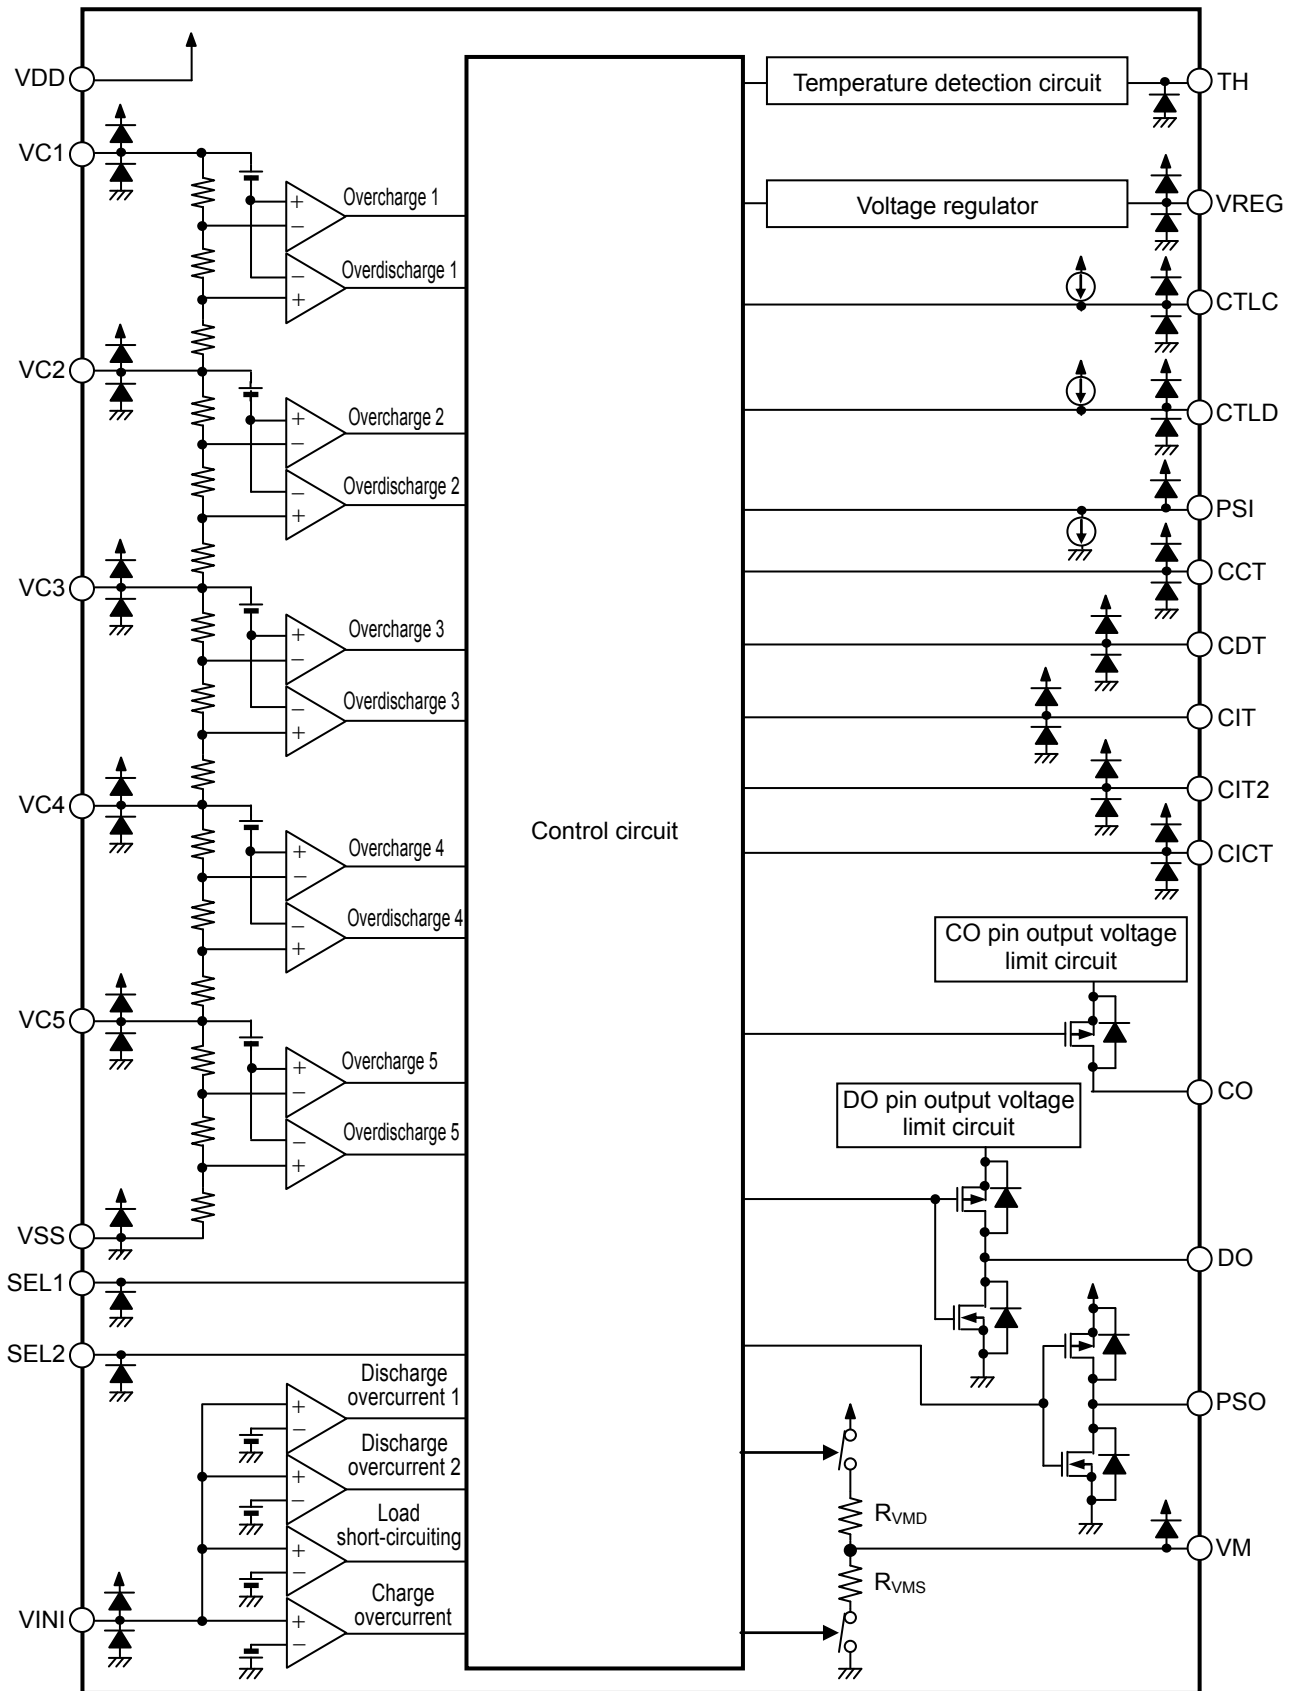 VDD
VC1
VC2
VC3
VC4
VC5
VSS
SEL1
SEL2
VINI
+
−
Overcharge 1
−
+
Overdischarge 1
+
−
Overcharge 2
−
+
Overdischarge 2
+
−
Overcharge 3
−
+
Overdischarge 3
+
−
Overcharge 4
−
+
Overdischarge 4
+
−
Overcharge 5
−
+
Overdischarge 5
+
−
Discharge
overcurrent 1
+
−
Discharge
overcurrent 2
+
−
Load
short-circuiting
+
−
Charge
overcurrent
Control circuit
Temperature detection circuit
TH
Voltage regulator
VREG
CTLC
CTLD
PSI
CCT
CDT
CIT
CIT2
CICT
CO pin output voltage
limit circuit
CO
DO pin output voltage
limit circuit
DO
PSO
RVMD
VM
RVMS